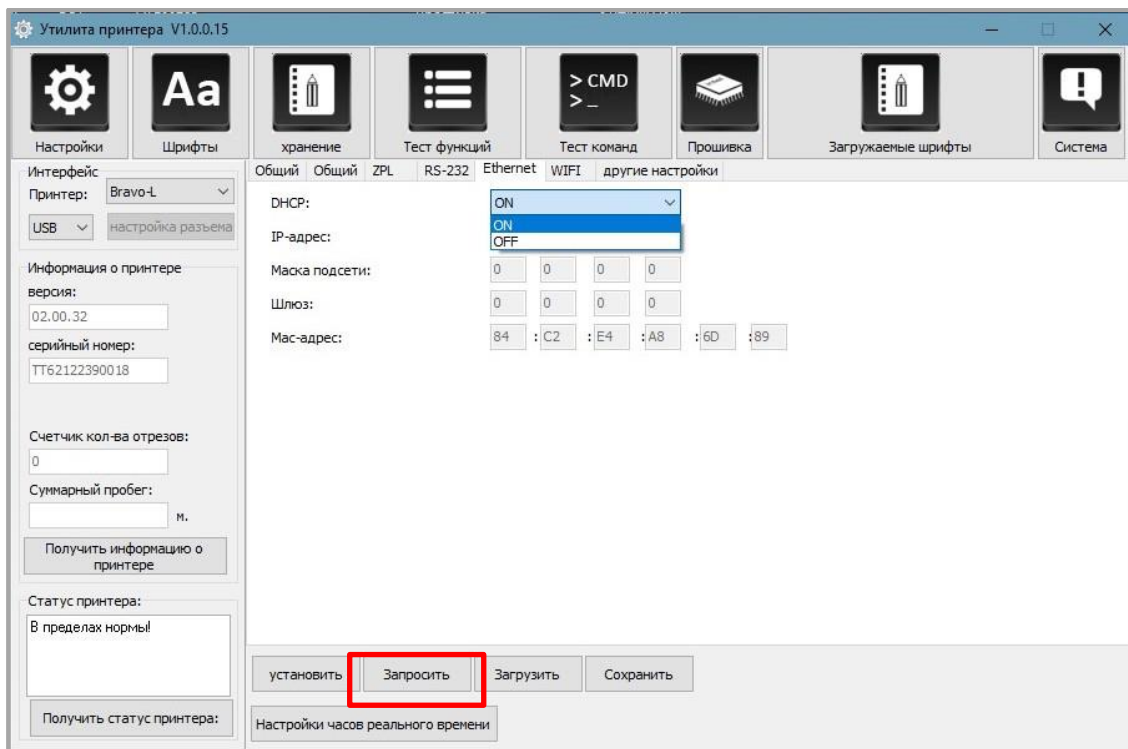 Утилита принтера V1.0.0.15
Aa
> CMD
> _
Настройки
Шрифты
хранение
Тест функций
Тест команд
Прошивка
Загружаемые шрифты
Система
Интерфейс
Принтер: Bravo-L
USB настройка разъема
Информация о принтере
версия:
02.00.32
серийный номер:
TT62122390018
Счетчик кол-ва отрезов:
0
Суммарный пробег:
м.
Получить информацию о
принтере
Статус принтера:
В пределах нормы!
Получить статус принтера:
Общий Общий ZPL RS-232 Ethernet WIFI другие настройки
DHCP: ON
ON
OFF
IP-адрес:
Маска подсети: 0 0 0 0
Шлюз: 0 0 0 0
Mac-адрес: 84 : C2 : E4 : A8 : 6D : 89
установить Запросить Загрузить Сохранить
Настройки часов реального времени